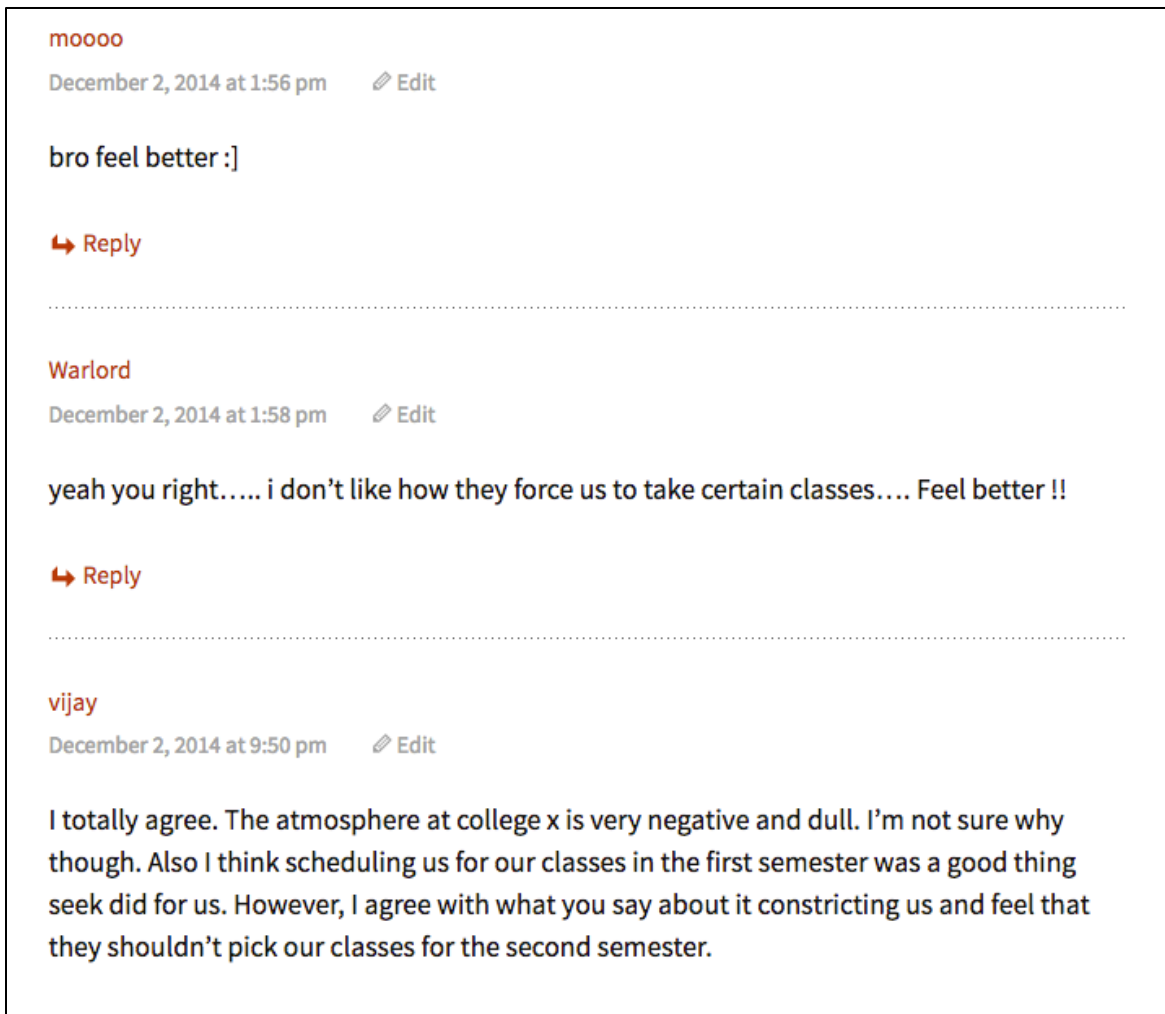 moooo
December 2, 2014 at 1:56 pm Edit
bro feel better :]
Reply
Warlord
December 2, 2014 at 1:58 pm Edit
yeah you right….. i don’t like how they force us to take certain classes…. Feel better !!
Reply
vijay
December 2, 2014 at 9:50 pm Edit
I totally agree. The atmosphere at college x is very negative and dull. I’m not sure why
though. Also I think scheduling us for our classes in the first semester was a good thing
seek did for us. However, I agree with what you say about it constricting us and feel that
they shouldn’t pick our classes for the second semester.